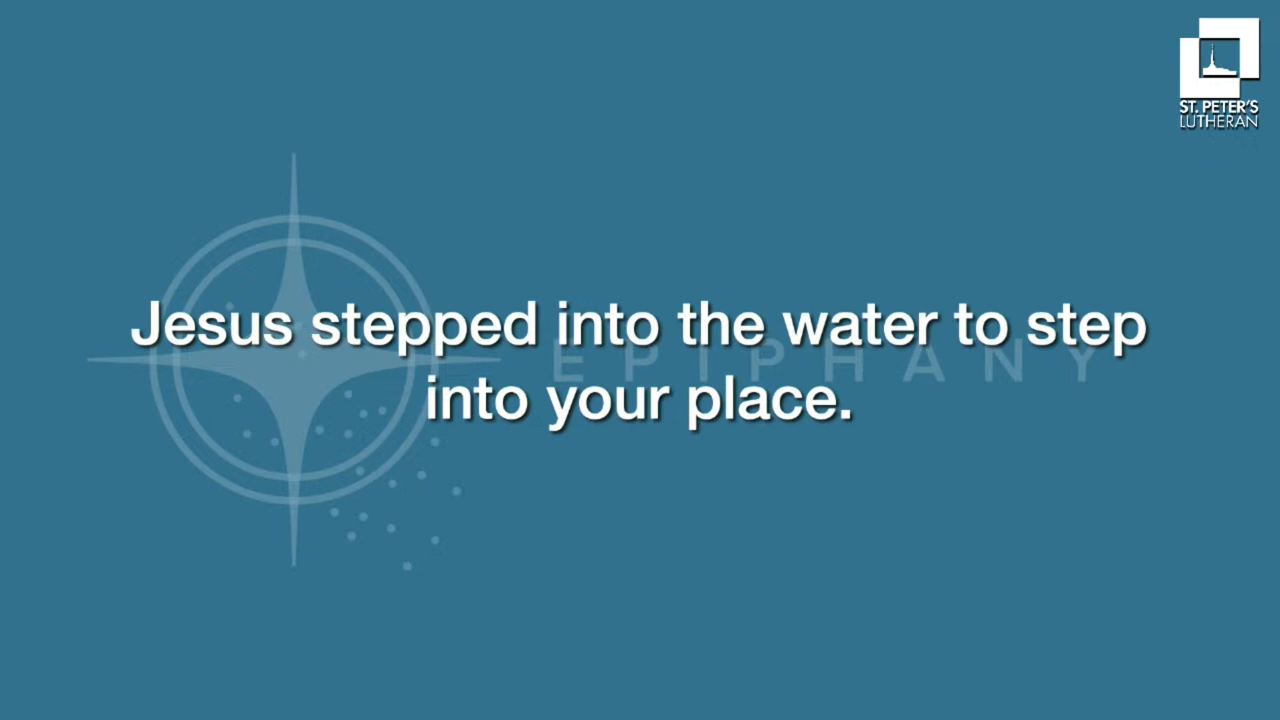 ST. PETER'S
LUTHERAN
Jesus stepped into the water to step
EPIPHANY
into your place.